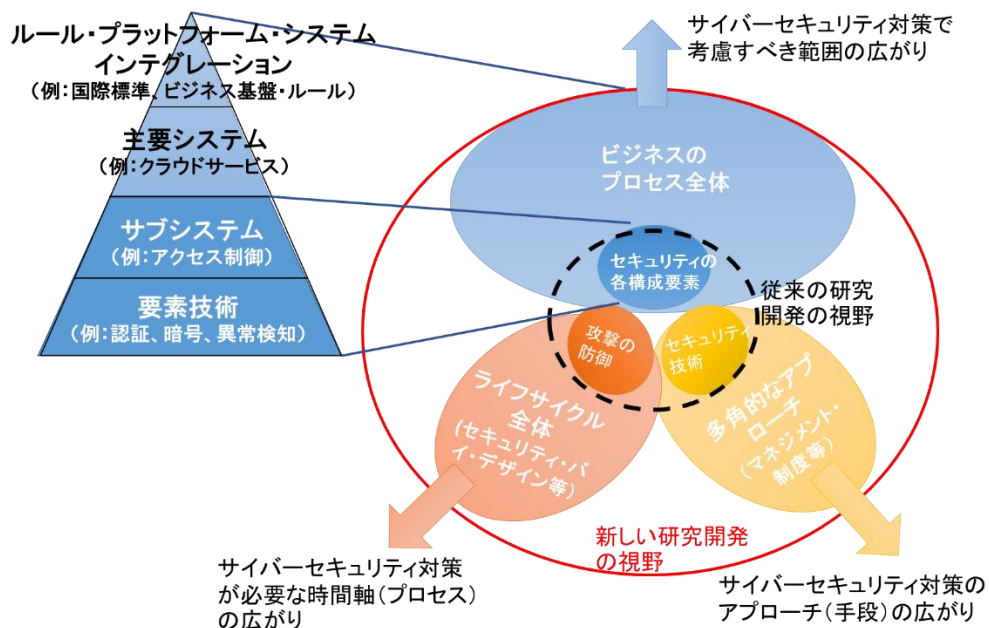 ルール・プラットフォーム・システム
インテグレーション
（例：国際標準、ビジネス基盤・ルール）
主要システム
（例：クラウドサービス）
サブシステム
（例：アクセス制御）
要素技術
（例：認証、暗号、異常検知）
サイバーセキュリティ対策で
考慮すべき範囲の広がり
ビジネスの
プロセス全体
セキュリティの
各構成要素
従来の研究
開発の視野
攻撃の
防御
セキュリティ
技術
ライフサイクル
全体
(セキュリティ・バ
イ・デザイン等)
多角的なアプ
ローチ
（マネジメント・
制度等）
新しい研究開発
の視野
サイバーセキュリティ対策
が必要な時間軸（プロセス）
の広がり
サイバーセキュリティ対策の
アプローチ（手段）の広がり